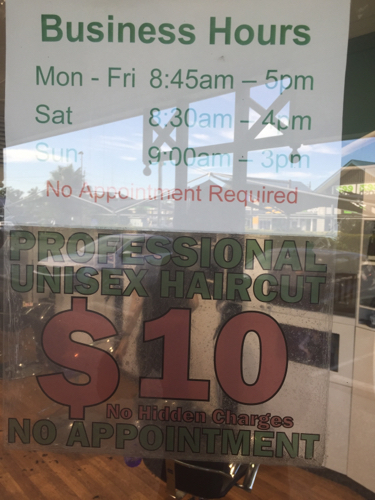 Business Hours
Mon - Fri 8:45am – 5pm
Sat 8:30am – 4pm
Sun 9:00am – 3pm
No Appointment Required
PROFESSIONAL
UNISEX HAIRCUT
$10
No Hidden Charges
NO APPOINTMENT